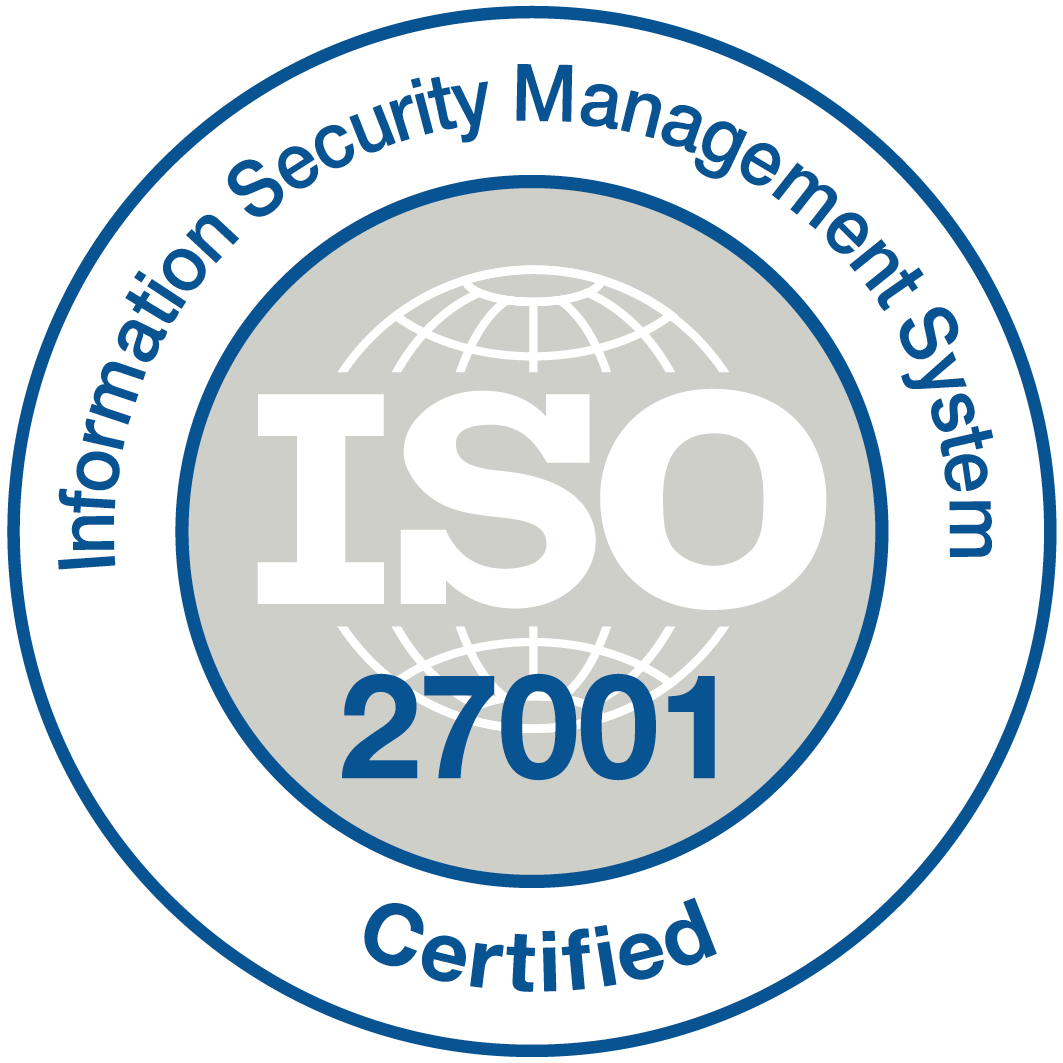 Information Security Management System
ISO
27001
Certified